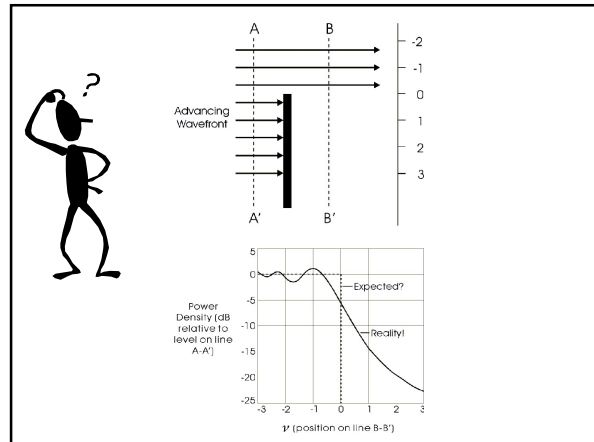 ?
A B
-2
-1
0
1
2
3
Advancing
Wavefront
A' B'
5
0
-5
-10
-15
-20
-25
Expected?
Reality!
Power
Density (dB
relative to
level on line
A-A')
-3 -2 -1 0 1 2 3
ν (position on line B-B')